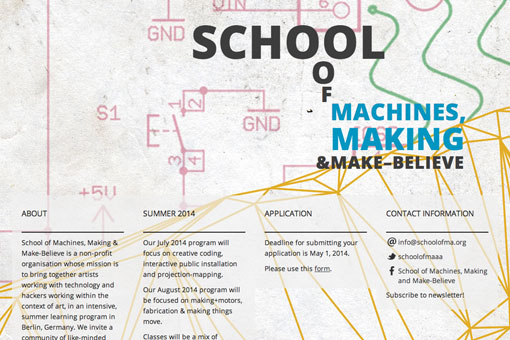 UIN
GND
SCHOOL
O
F
MACHINES,
MAKING
&MAKE–BELIEVE
S1
1
2
GND
3
4
+5U
ABOUT
School of Machines, Making &
Make-Believe is a non-profit
organisation whose mission is
to bring together artists
working with technology and
hackers working within the
context of art, in an intensive,
summer learning program in
Berlin, Germany. We invite a
community of like-minded
SUMMER 2014
Our July 2014 program will
focus on creative coding,
interactive public installation
and projection-mapping.
Our August 2014 program will
be focused on making+motors,
fabrication & making things
move.
Classes will be a mix of
APPLICATION
Deadline for submitting your
application is May 1, 2014.
Please use this form.
CONTACT INFORMATION
info@schoolofma.org
schoolofmaaa
School of Machines, Making
and Make-Believe
Subscribe to newsletter!